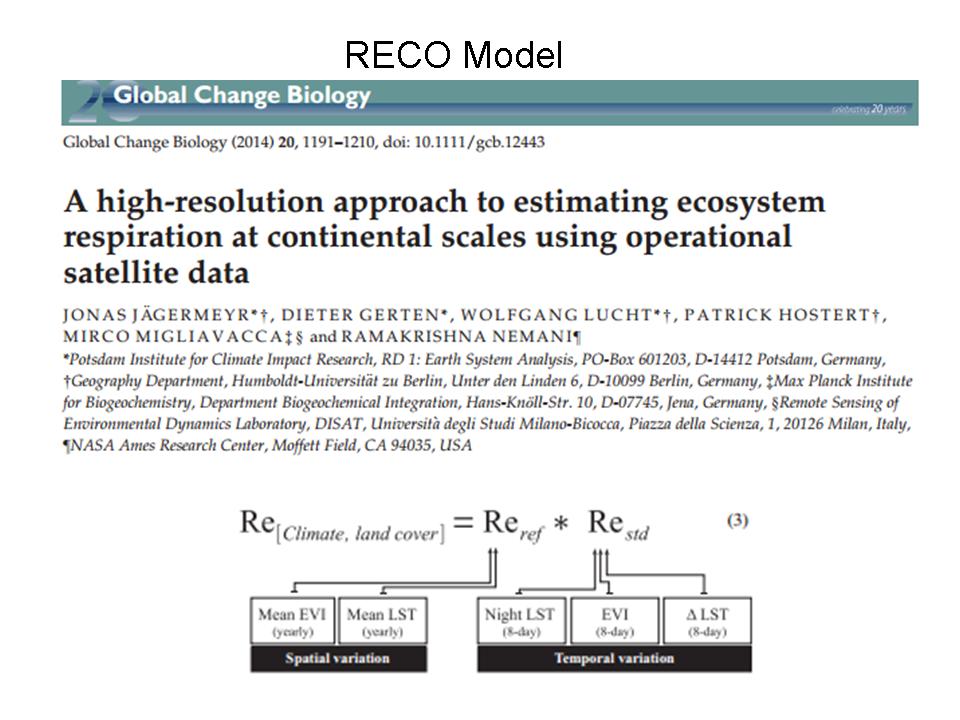 RECO Model
20 Global Change Biology
celebrating 20 years
Global Change Biology (2014) 20, 1191–1210, doi: 10.1111/gcb.12443
A high-resolution approach to estimating ecosystem
respiration at continental scales using operational
satellite data
JONAS JÄGERMEYR*†, DIETER GERTEN*, WOLFGANG LUCHT*†, PATRICK HOSTERT†,
MIRCO MIGLIAVACCA‡§ and RAMAKRISHNA NEMANI¶
*Potsdam Institute for Climate Impact Research, RD 1: Earth System Analysis, PO-Box 601203, D-14412 Potsdam, Germany,
†Geography Department, Humboldt-Universität zu Berlin, Unter den Linden 6, D-10099 Berlin, Germany, ‡Max Planck Institute
for Biogeochemistry, Department Biogeochemical Integration, Hans-Knöll-Str. 10, D-07745, Jena, Germany, §Remote Sensing of
Environmental Dynamics Laboratory, DISAT, Università degli Studi Milano-Bicocca, Piazza della Scienza, 1, 20126 Milan, Italy,
¶NASA Ames Research Center, Moffett Field, CA 94035, USA
Re[Climate, land cover] = Re ref * Re std (3)
Mean EVI Mean LST Night LST EVI Δ LST
(yearly) (yearly) (8-day) (8-day) (8-day)
Spatial variation Temporal variation